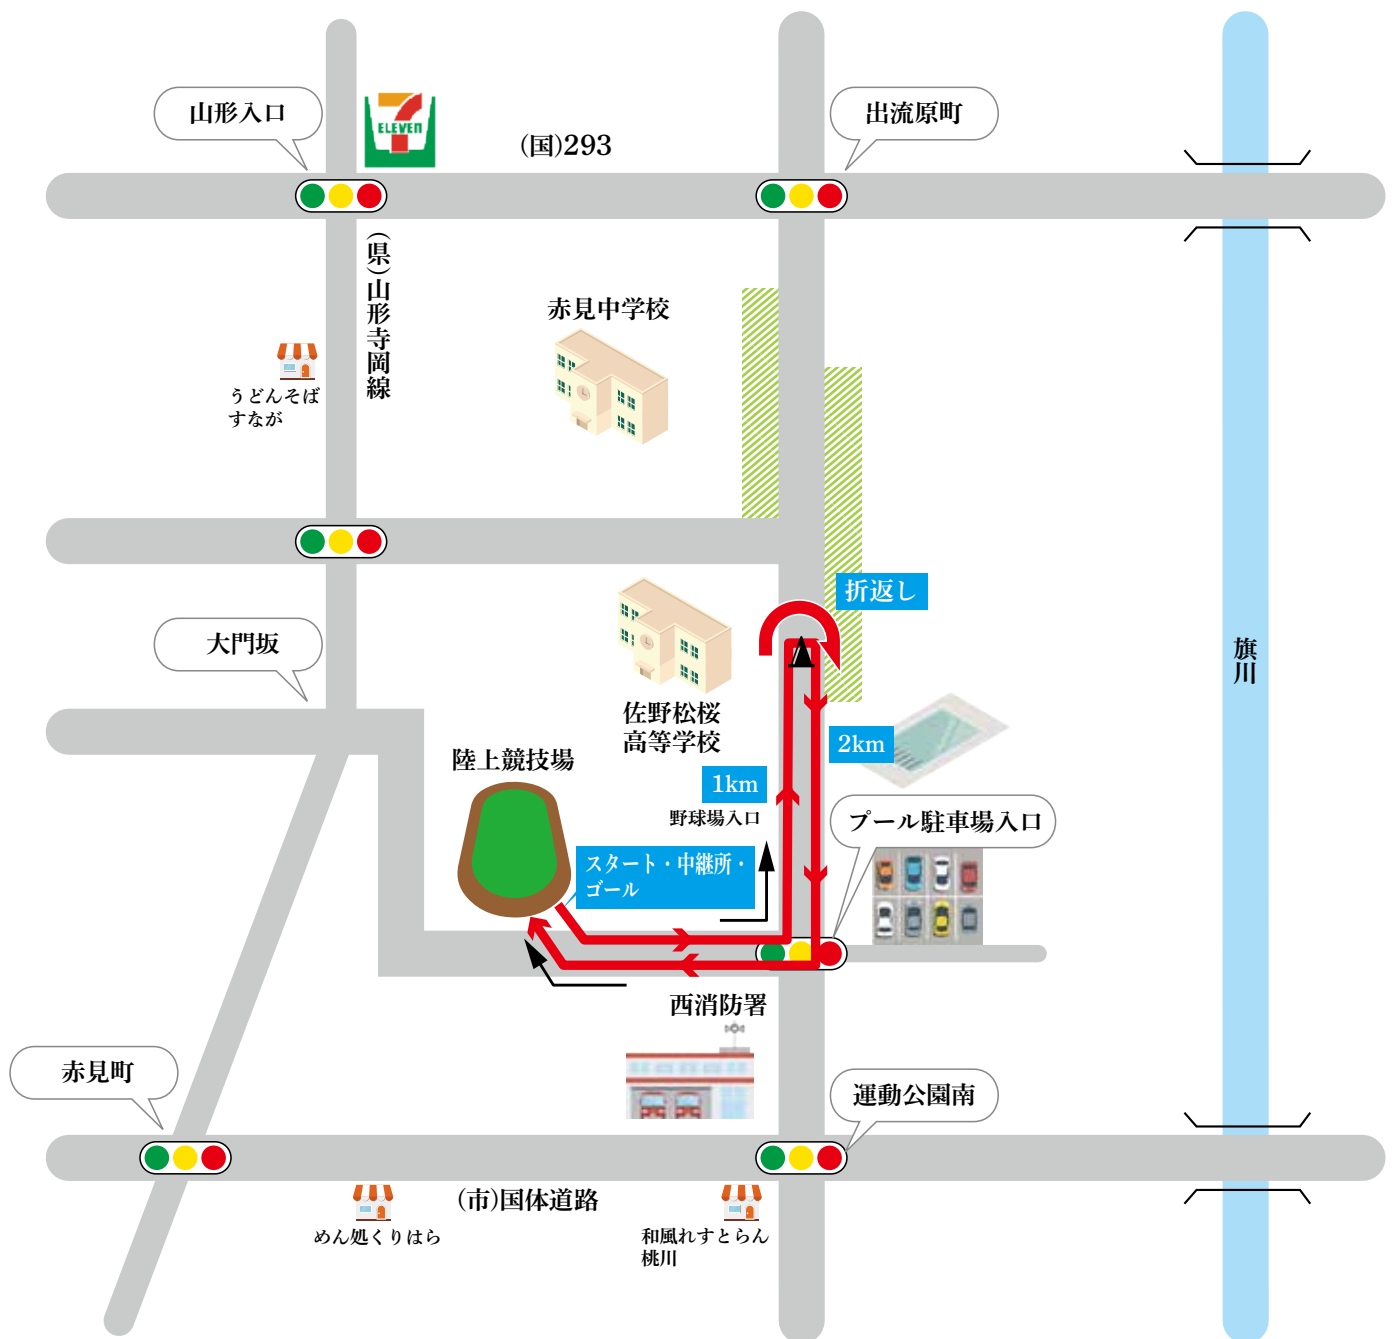 山形入口
ELEVEN
(国)293
出流原町
(県)山形寺岡線
赤見中学校
うどんそば
すなが
折返し
大門坂
旗川
佐野松桜
高等学校
2km
陸上競技場
1km
野球場入口
プール駐車場入口
スタート・中継所・
ゴール
西消防署
赤見町
運動公園南
(市)国体道路
めん処くりはら
和風れすとらん
桃川